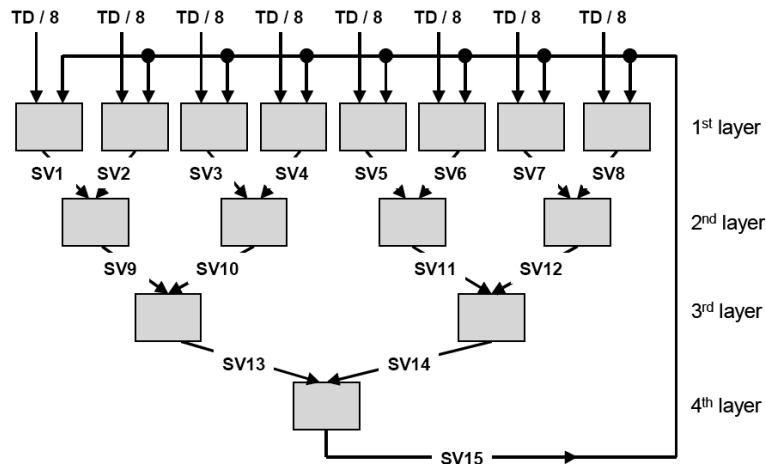 TD / 8 TD / 8 TD / 8 TD / 8 TD / 8 TD / 8 TD / 8 TD / 8
1st layer
SV1 SV2 SV3 SV4 SV5 SV6 SV7 SV8
2nd layer
SV9 SV10 SV11 SV12
3rd layer
SV13 SV14
4th layer
SV15